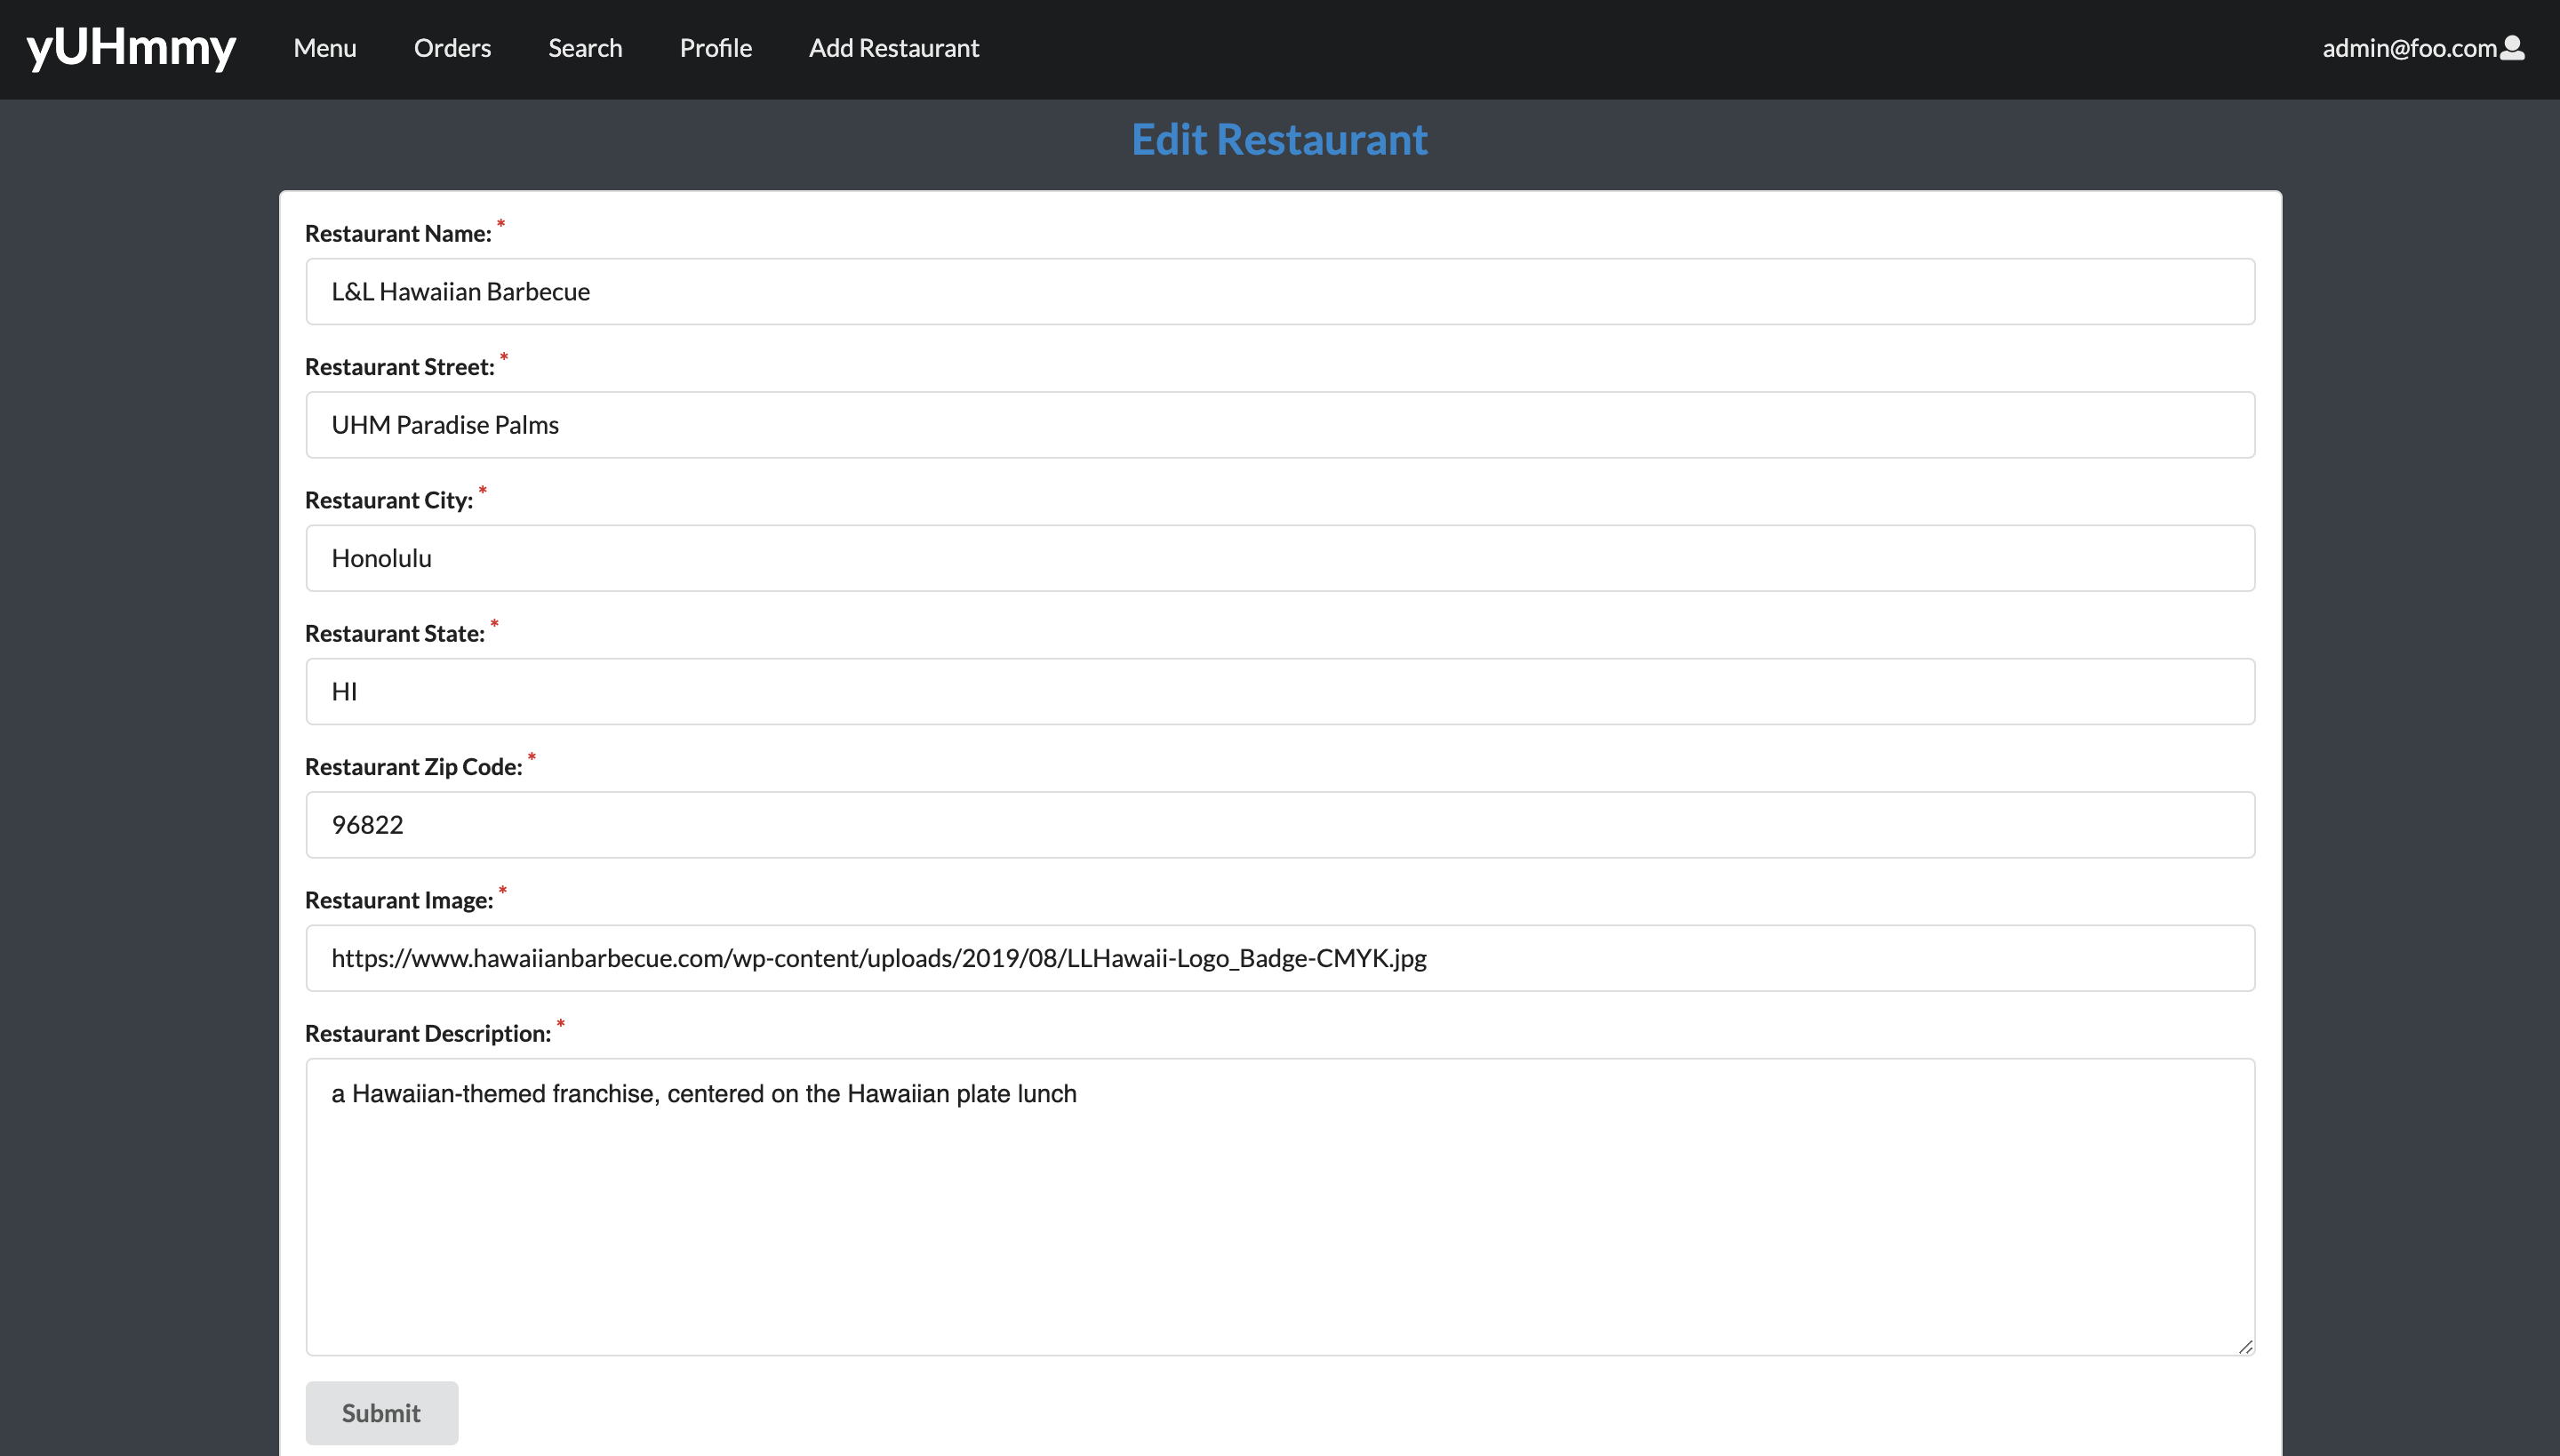 yUHmmy Menu Orders Search Profile Add Restaurant admin@foo.com
Edit Restaurant
Restaurant Name: *
L&L Hawaiian Barbecue
Restaurant Street: *
UHM Paradise Palms
Restaurant City: *
Honolulu
Restaurant State: *
HI
Restaurant Zip Code: *
96822
Restaurant Image: *
https://www.hawaiianbarbecue.com/wp-content/uploads/2019/08/LLHawaii-Logo_Badge-CMYK.jpg
Restaurant Description: *
a Hawaiian-themed franchise, centered on the Hawaiian plate lunch
Submit